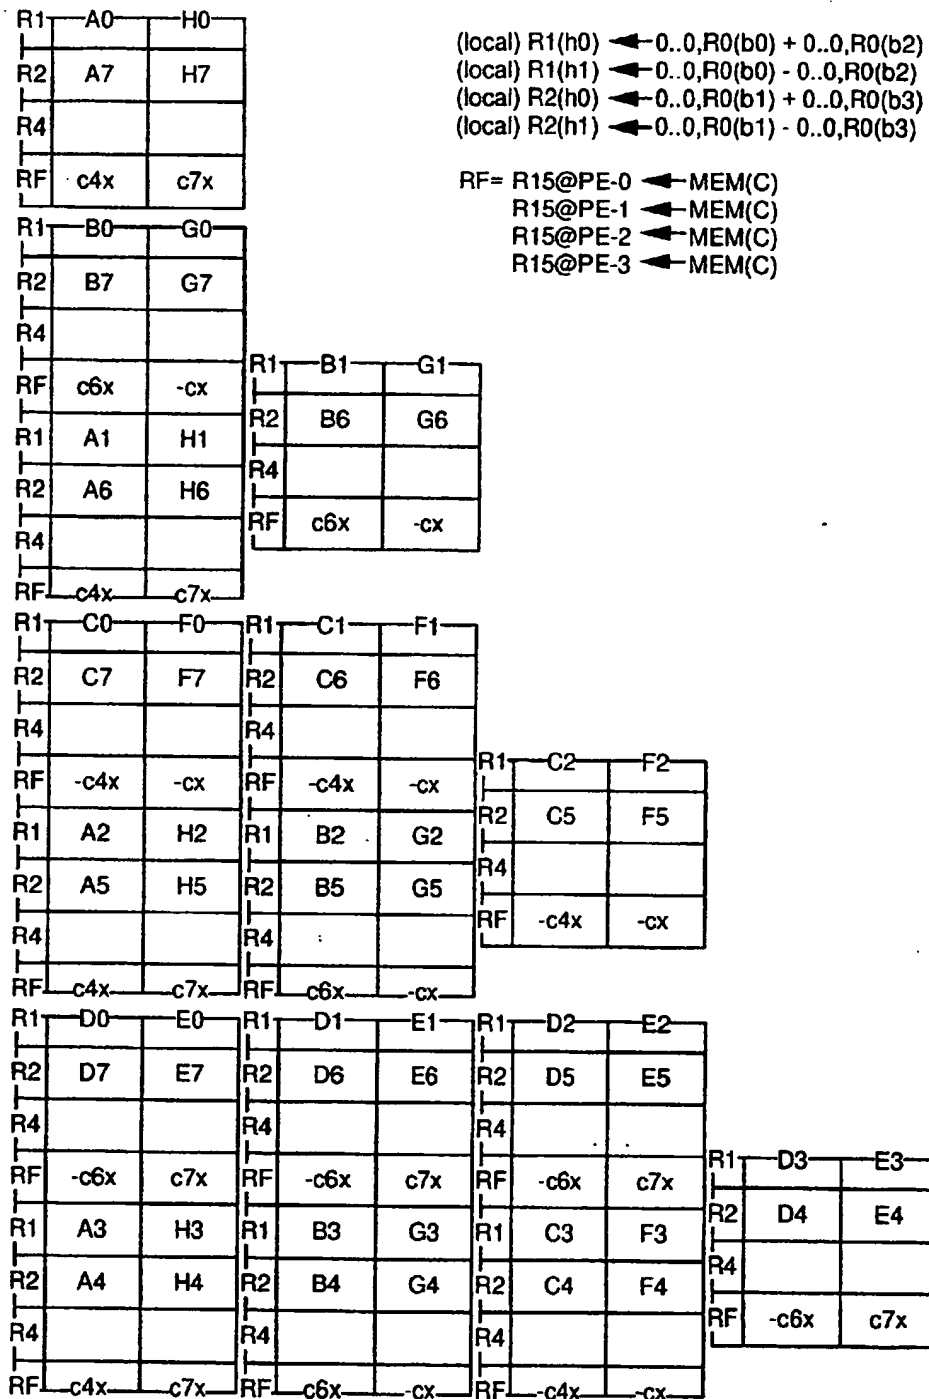 R1 A0 H0
R2 A7 H7
R4
RF c4x c7x
(local) R1(h0) ← 0..0,R0(b0) + 0..0,R0(b2)
(local) R1(h1) ← 0..0,R0(b0) - 0..0,R0(b2)
(local) R2(h0) ← 0..0,R0(b1) + 0..0,R0(b3)
(local) R2(h1) ← 0..0,R0(b1) - 0..0,R0(b3)
RF= R15@PE-0 ← MEM(C)
R15@PE-1 ← MEM(C)
R15@PE-2 ← MEM(C)
R15@PE-3 ← MEM(C)
R1 B0 G0
R2 B7 G7
R4
RF c6x -cx
R1 A1 H1
R2 A6 H6
R4
RF c4x c7x
R1 B1 G1
R2 B6 G6
R4
RF c6x -cx
R1 C0 F0
R2 C7 F7
R4
RF -c4x -cx
R1 A2 H2
R2 A5 H5
R4
RF c4x c7x
R1 C1 F1
R2 C6 F6
R4
RF -c4x -cx
R1 B2 G2
R2 B5 G5
R4
RF c6x -cx
R1 C2 F2
R2 C5 F5
R4
RF -c4x -cx
R1 D0 E0
R2 D7 E7
R4
RF -c6x c7x
R1 A3 H3
R2 A4 H4
R4
RF c4x c7x
R1 D1 E1
R2 D6 E6
R4
RF -c6x c7x
R1 B3 G3
R2 B4 G4
R4
RF c6x -cx
R1 D2 E2
R2 D5 E5
R4
RF -c6x c7x
R1 C3 F3
R2 C4 F4
R4
RF -c4x -cx
R1 D3 E3
R2 D4 E4
R4
RF -c6x c7x